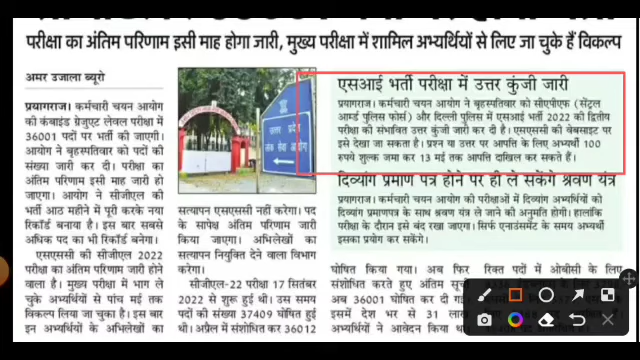 परीक्षा का अंतिम परिणाम इसी माह होगा जारी, मुख्य परीक्षा में शामिल अभ्यर्थियों से लिए जा चुके हैं विकल्प
अमर उजाला ब्यूरो
प्रयागराज। कर्मचारी चयन आयोग
की कंबाइंड ग्रेजुएट लेवल परीक्षा में
36001 पदों पर भर्ती की जाएगी।
आयोग ने बृहस्पतिवार को पदों की
संख्या जारी कर दी। परीक्षा का
अंतिम परिणाम इसी माह जारी हो
जाएगा। आयोग ने सीजीएल की
भर्ती आठ महीने में पूरी करके नया
रिकॉर्ड बनाया है। इस बार सबसे
अधिक पद का भी रिकॉर्ड बनेगा।
एसएससी की सीजीएल 2022
परीक्षा का अंतिम परिणाम जारी होने
वाला है। मुख्य परीक्षा में भाग ले
चुके अभ्यर्थियों से पांच मई तक
विकल्प लिया जा चुका है। इस बार
इन अभ्यर्थियों के अभिलेखों का
उत्तर प्रदेश
लोक सेवा आयोग
सत्यापन एसएससी नहीं करेगा। पद
के सापेक्ष अंतिम परिणाम जारी
किया जाएगा। अभिलेखों का
सत्यापन नियुक्ति देने वाला विभाग
करेगा।
सीजीएल-22 परीक्षा 17 सितंबर
2022 से शुरू हुई थी। उस समय
पदों की संख्या 37409 घोषित हुई
थी। अप्रैल में संशोधित कर 36012
एसआई भर्ती परीक्षा में उत्तर कुंजी जारी
प्रयागराज। कर्मचारी चयन आयोग ने बृहस्पतिवार को सीएपीएफ (सेंट्रल
आर्म्ड पुलिस फोर्स) और दिल्ली पुलिस में एसआई भर्ती 2022 की द्वितीय
परीक्षा की संभावित उत्तर कुंजी जारी कर दी है। एसएससी की वेबसाइट पर
इसे देखा जा सकता है। प्रश्न या उत्तर पर आपत्ति के लिए अभ्यर्थी 100
रुपये शुल्क जमा कर 13 मई तक आपत्ति दाखिल कर सकते हैं।
दिव्यांग प्रमाण पत्र होने पर ही ले सकेंगे श्रवण यंत्र
प्रयागराज। कर्मचारी चयन आयोग की परीक्षाओं में दिव्यांग अभ्यर्थियों को
दिव्यांग प्रमाणपत्र के साथ श्रवण यंत्र ले जाने की अनुमति होगी। हालांकि
परीक्षा के दौरान इसे बंद रखा जाएगा। सिर्फ एनाउंसमेंट के समय अभ्यर्थी
इसका प्रयोग कर सकेंगे।
घोषित किया गया। अब फिर
संशोधित करते हुए अंतिम
अब 36001 घोषित कर दी
इसमें देश भर से 31 लाख
अभ्यर्थियों ने आवेदन किया था।
रिक्त पदों में ओबीसी के लिए